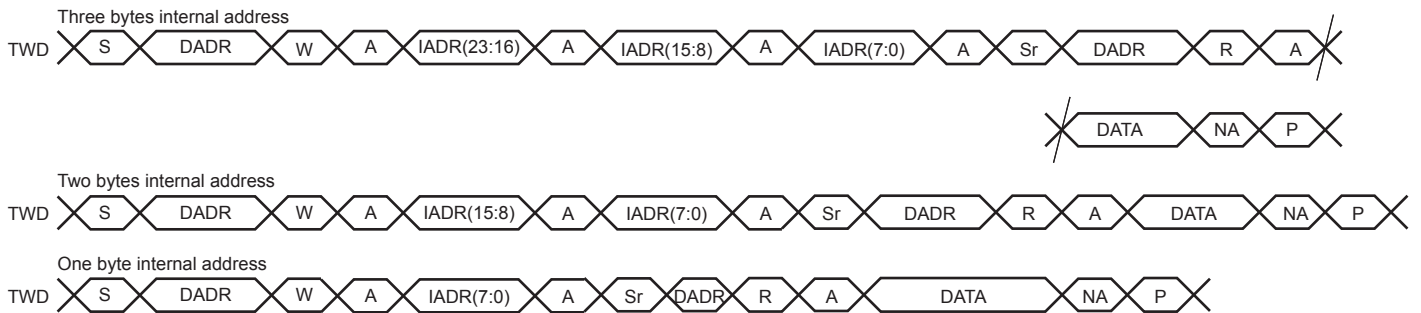 Three bytes internal address
TWD S DADR W A IADR(23:16) A IADR(15:8) A IADR(7:0) A Sr DADR R A
DATA NA P
Two bytes internal address
TWD S DADR W A IADR(15:8) A IADR(7:0) A Sr DADR R A DATA NA P
One byte internal address
TWD S DADR W A IADR(7:0) A Sr DADR R A DATA NA P